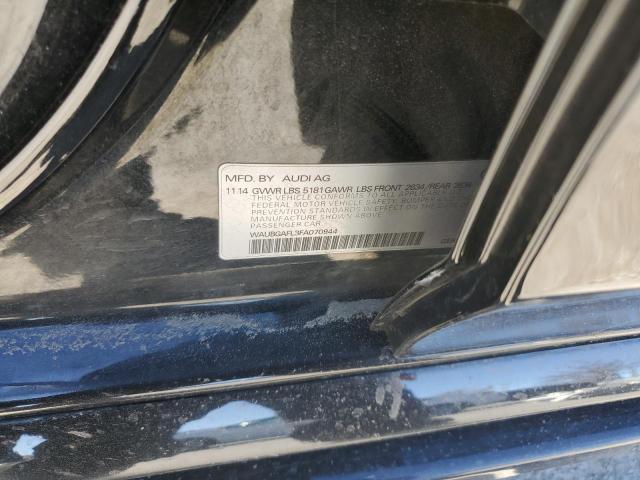 MFD. BY AUDI AG
11.14 GVWR LBS 5181 GAWR LBS FRONT 2634 / REAR
THIS VEHICLE CONFORMS TO ALL APPLICABLE
FEDERAL MOTOR VEHICLE SAFETY, BUMPER AND
THEFT PREVENTION STANDARDS IN EFFECT ON THE DATE OF
MANUFACTURE SHOWN ABOVE.
PASSENGER CAR
WAUBGAFL3FA070944